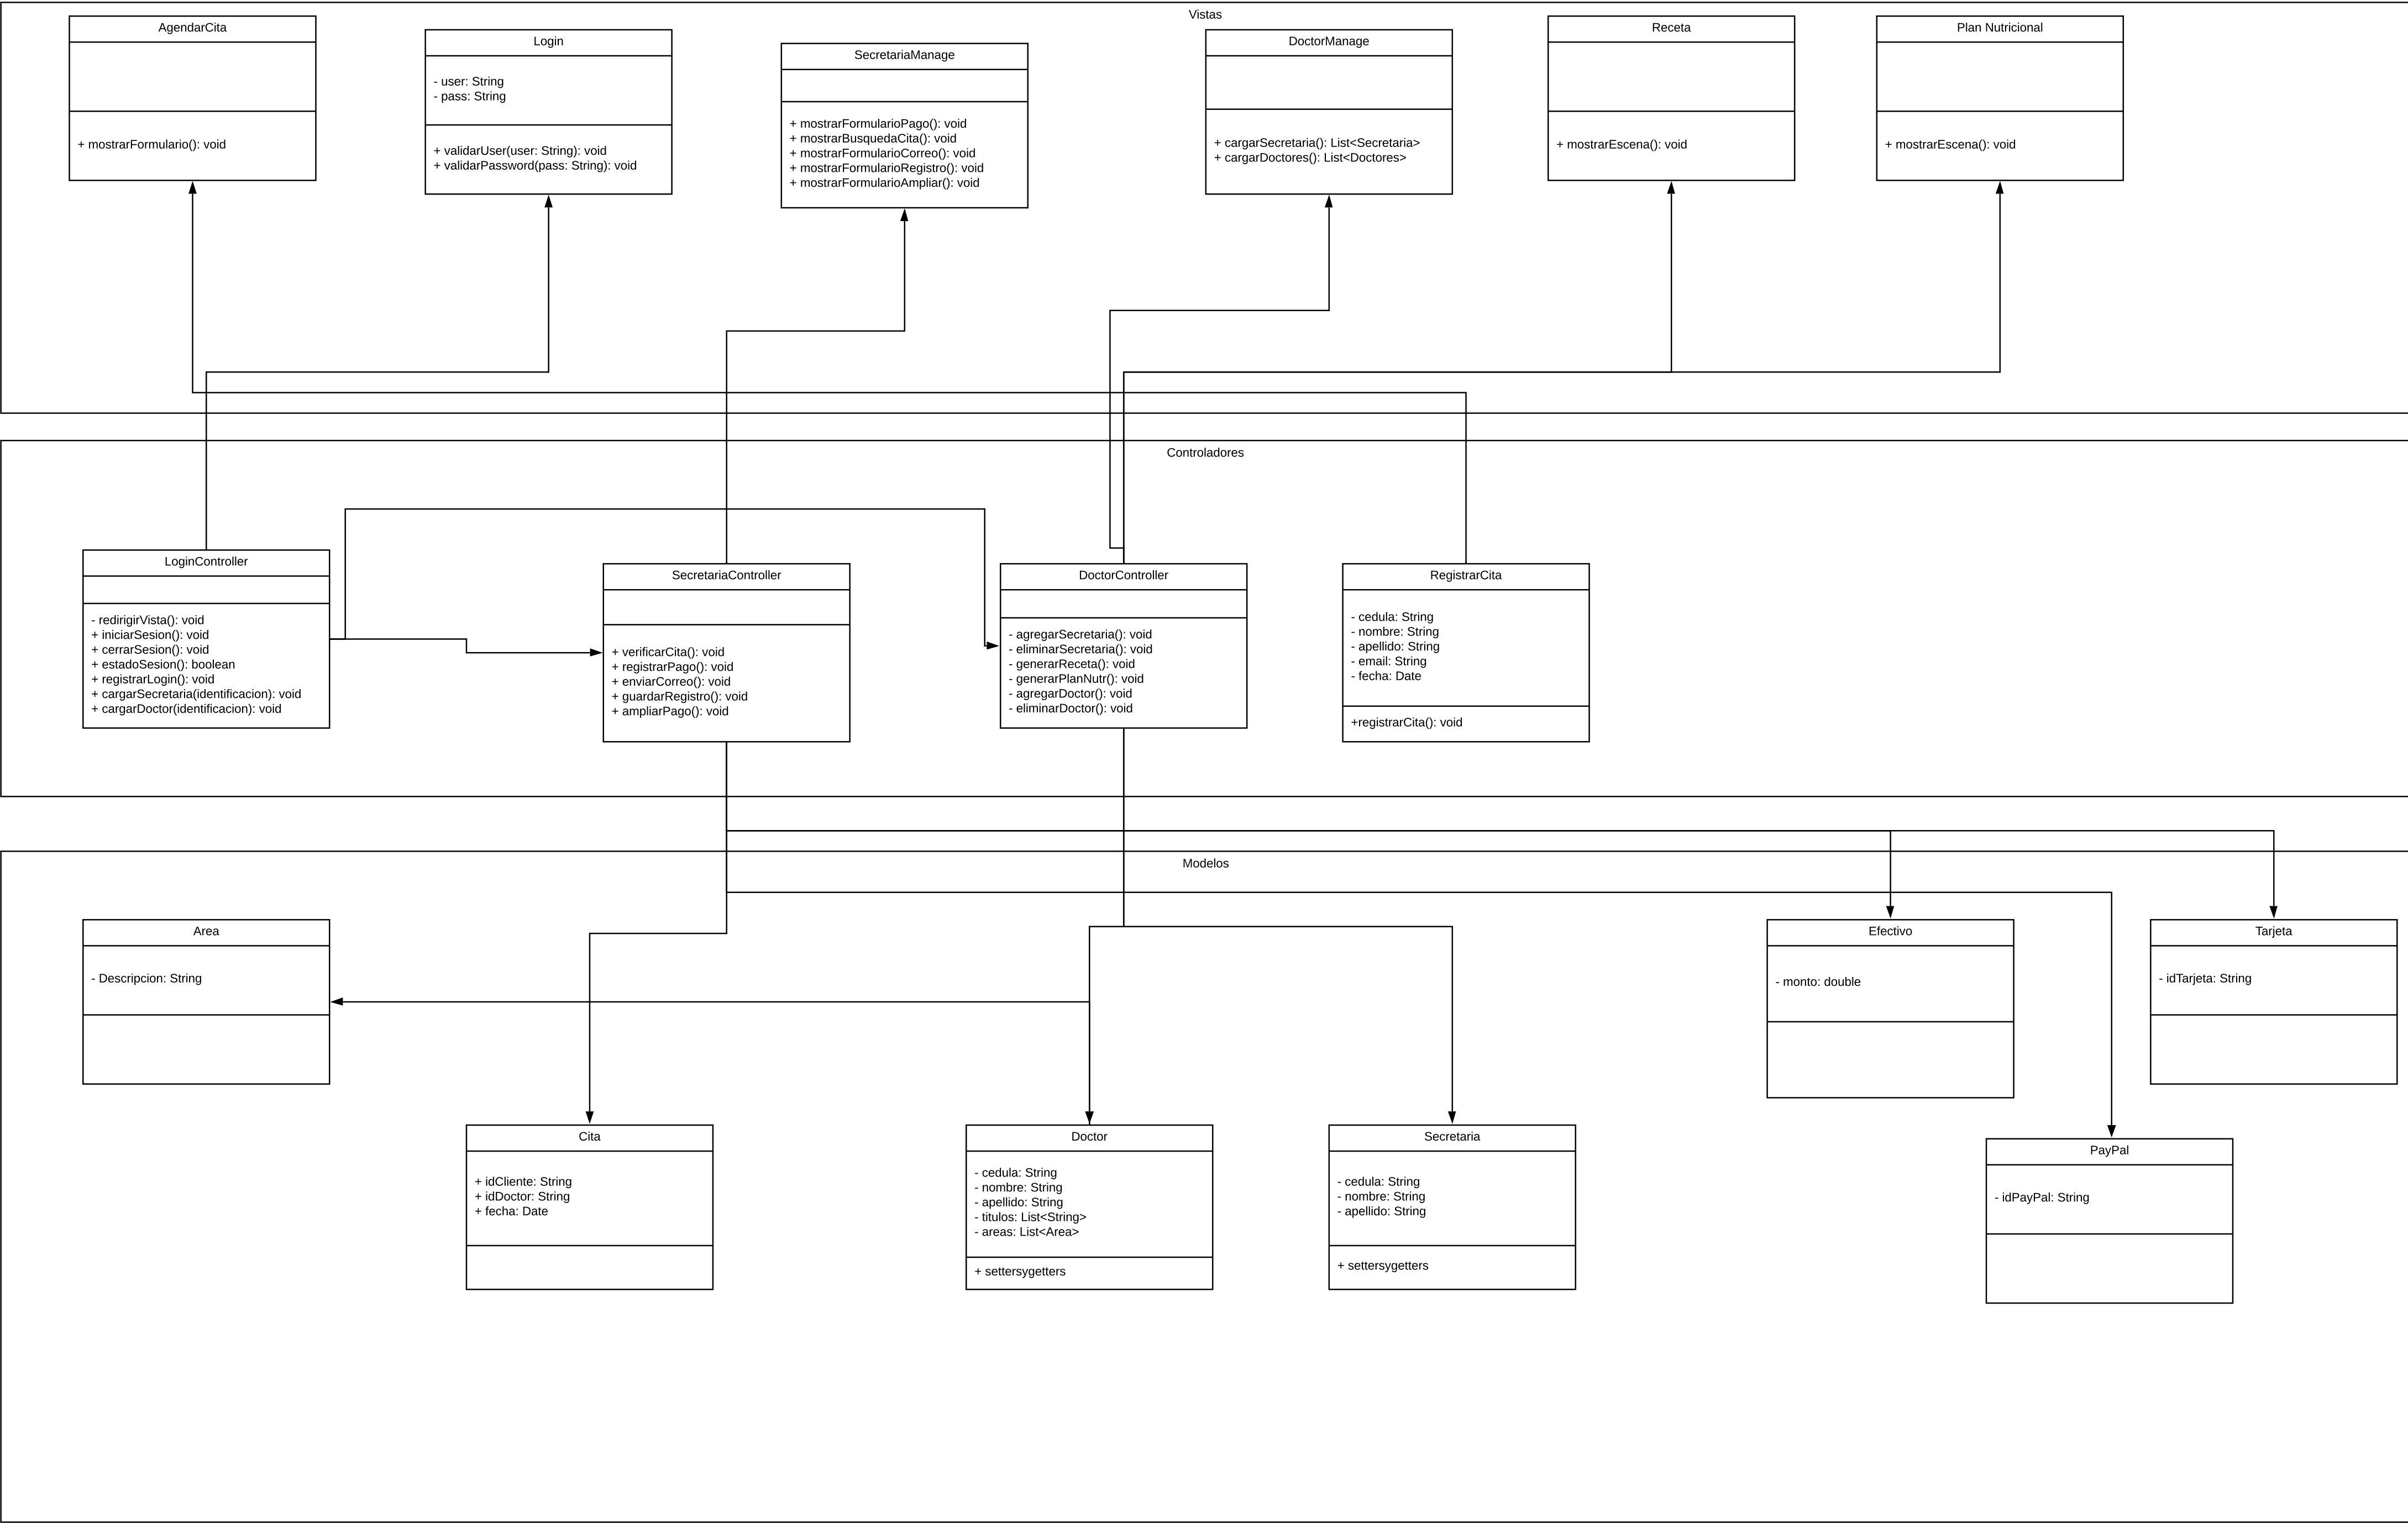 Vistas
AgendarCita
+ mostrarFormulario(): void
Login
- user: String
- pass: String
+ validarUser(user: String): void
+ validarPassword(pass: String): void
SecretariaManage
+ mostrarFormularioPago(): void
+ mostrarBusquedaCita(): void
+ mostrarFormularioCorreo(): void
+ mostrarFormularioRegistro(): void
+ mostrarFormularioAmpliar(): void
DoctorManage
+ cargarSecretaria(): List<Secretaria>
+ cargarDoctores(): List<Doctores>
Receta
+ mostrarEscena(): void
Plan Nutricional
+ mostrarEscena(): void
Controladores
LoginController
- redirigirVista(): void
+ iniciarSesion(): void
+ cerrarSesion(): void
+ estadoSesion(): boolean
+ registrarLogin(): void
+ cargarSecretaria(identificacion): void
+ cargarDoctor(identificacion): void
SecretariaController
+ verificarCita(): void
+ registrarPago(): void
+ enviarCorreo(): void
+ guardarRegistro(): void
+ ampliarPago(): void
DoctorController
- agregarSecretaria(): void
- eliminarSecretaria(): void
- generarReceta(): void
- generarPlanNutr(): void
- agregarDoctor(): void
- eliminarDoctor(): void
RegistrarCita
- cedula: String
- nombre: String
- apellido: String
- email: String
- fecha: Date
+registrarCita(): void
Modelos
Area
- Descripcion: String
Efectivo
- monto: double
Tarjeta
- idTarjeta: String
Cita
+ idCliente: String
+ idDoctor: String
+ fecha: Date
Doctor
- cedula: String
- nombre: String
- apellido: String
- titulos: List<String>
- areas: List<Area>
+ settersygetters
Secretaria
- cedula: String
- nombre: String
- apellido: String
+ settersygetters
PayPal
- idPayPal: String